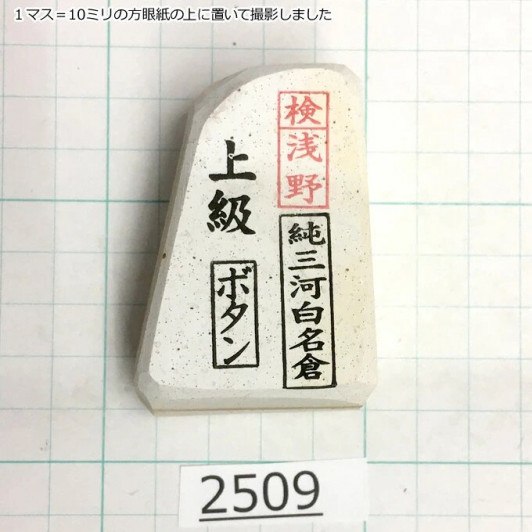 １マス＝10ミリの方眼紙の上に置いて撮影しました
検浅野
純三河白名倉
上級
ボタン
2509